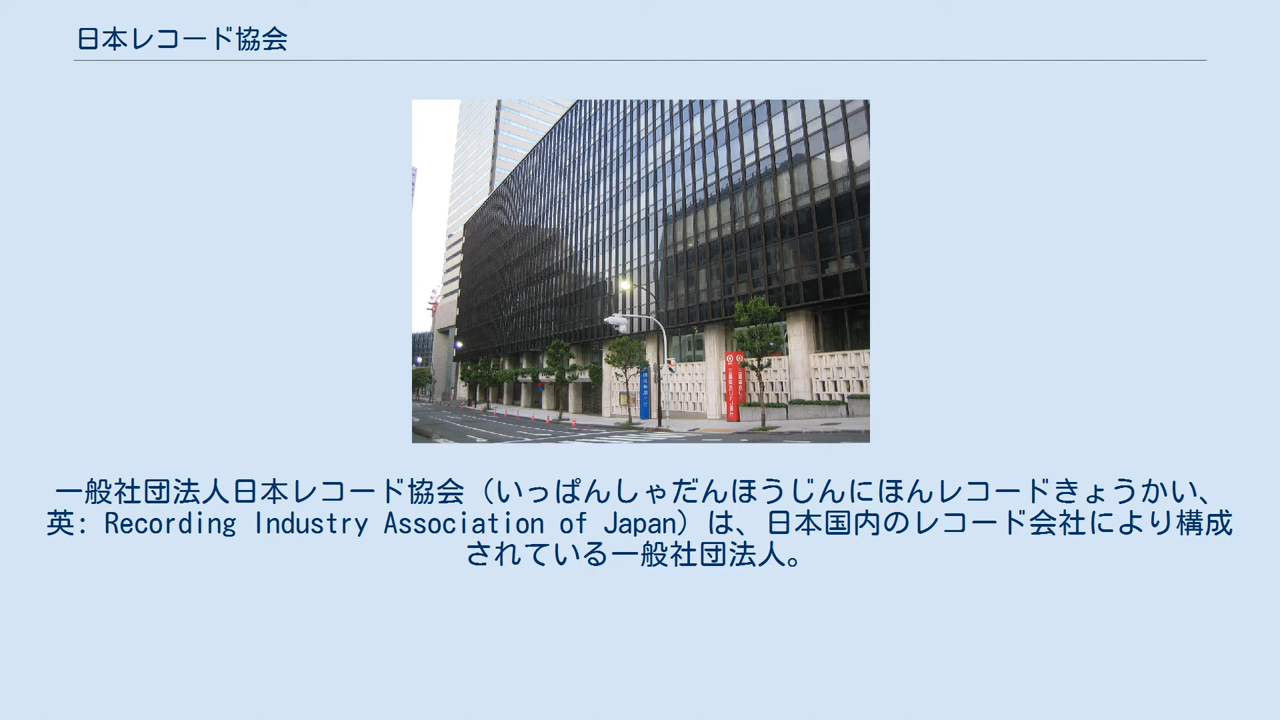 日本レコード協会
一般社団法人日本レコード協会（いっぱんしゃだんほうじんにほんレコードきょうかい、
英: Recording Industry Association of Japan）は、日本国内のレコード会社により構成
されている一般社団法人。